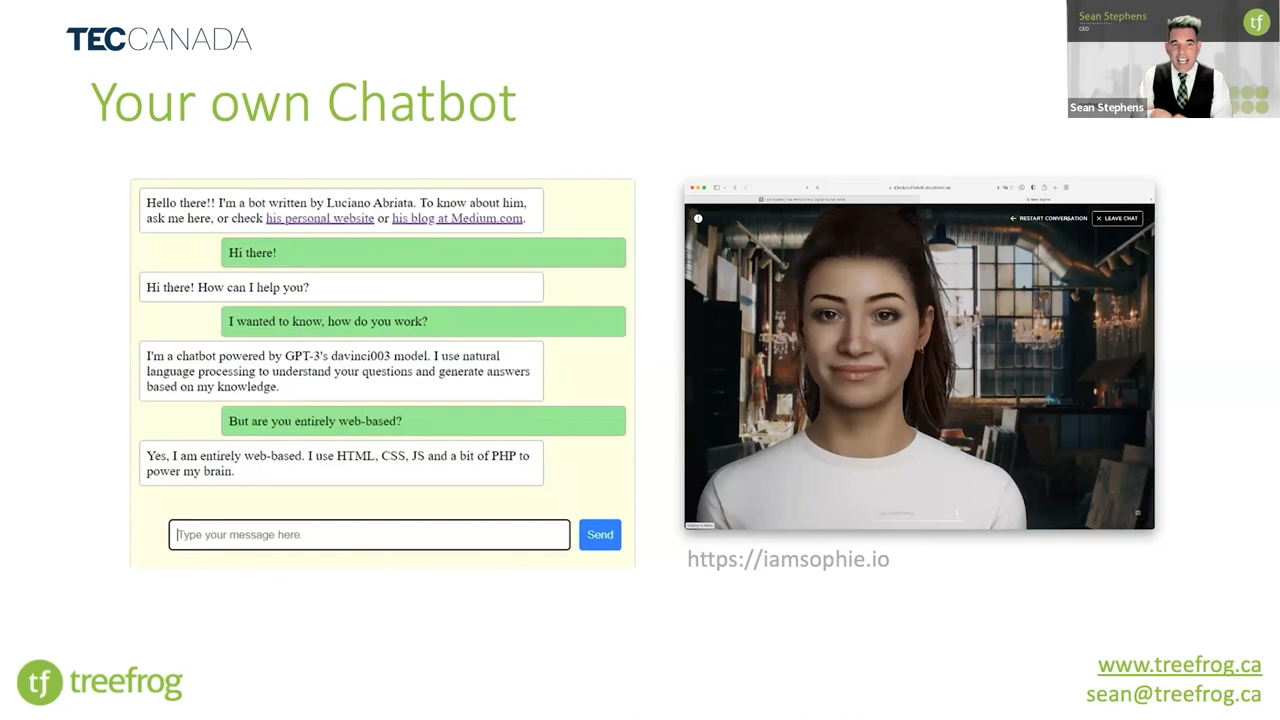 TECCANADA
Sean Stephens
CEO
tf
Sean Stephens
Your own Chatbot
Hello there!! I'm a bot written by Luciano Abriata. To know about him,
ask me here, or check his personal website or his blog at Medium.com.
Hi there!
Hi there! How can I help you?
I wanted to know, how do you work?
I'm a chatbot powered by GPT-3's davinci003 model. I use natural
language processing to understand your questions and generate answers
based on my knowledge.
But are you entirely web-based?
Yes, I am entirely web-based. I use HTML, CSS, JS and a bit of PHP to
power my brain.
Type your message here.
Send
RESTART CONVERSATION
LEAVE CHAT
https://iamsophie.io
tf treefrog
www.treefrog.ca
sean@treefrog.ca